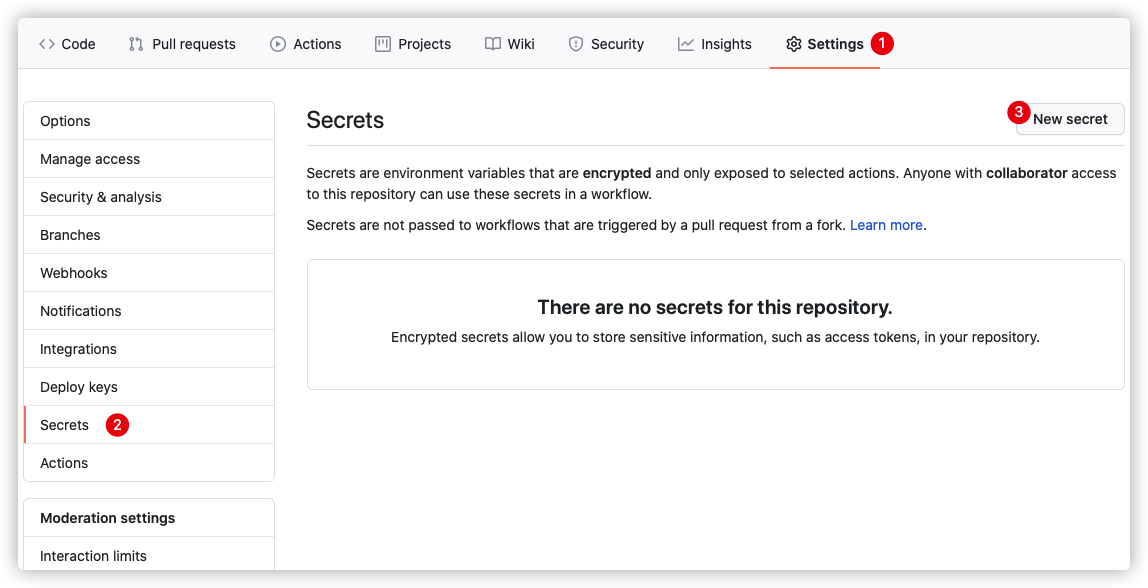 Code Pull requests Actions Projects Wiki Security Insights Settings 1
Options
Manage access
Security & analysis
Branches
Webhooks
Notifications
Integrations
Deploy keys
Secrets 2
Actions
Moderation settings
Interaction limits
Secrets
3 New secret
Secrets are environment variables that are encrypted and only exposed to selected actions. Anyone with collaborator access
to this repository can use these secrets in a workflow.
Secrets are not passed to workflows that are triggered by a pull request from a fork. Learn more.
There are no secrets for this repository.
Encrypted secrets allow you to store sensitive information, such as access tokens, in your repository.